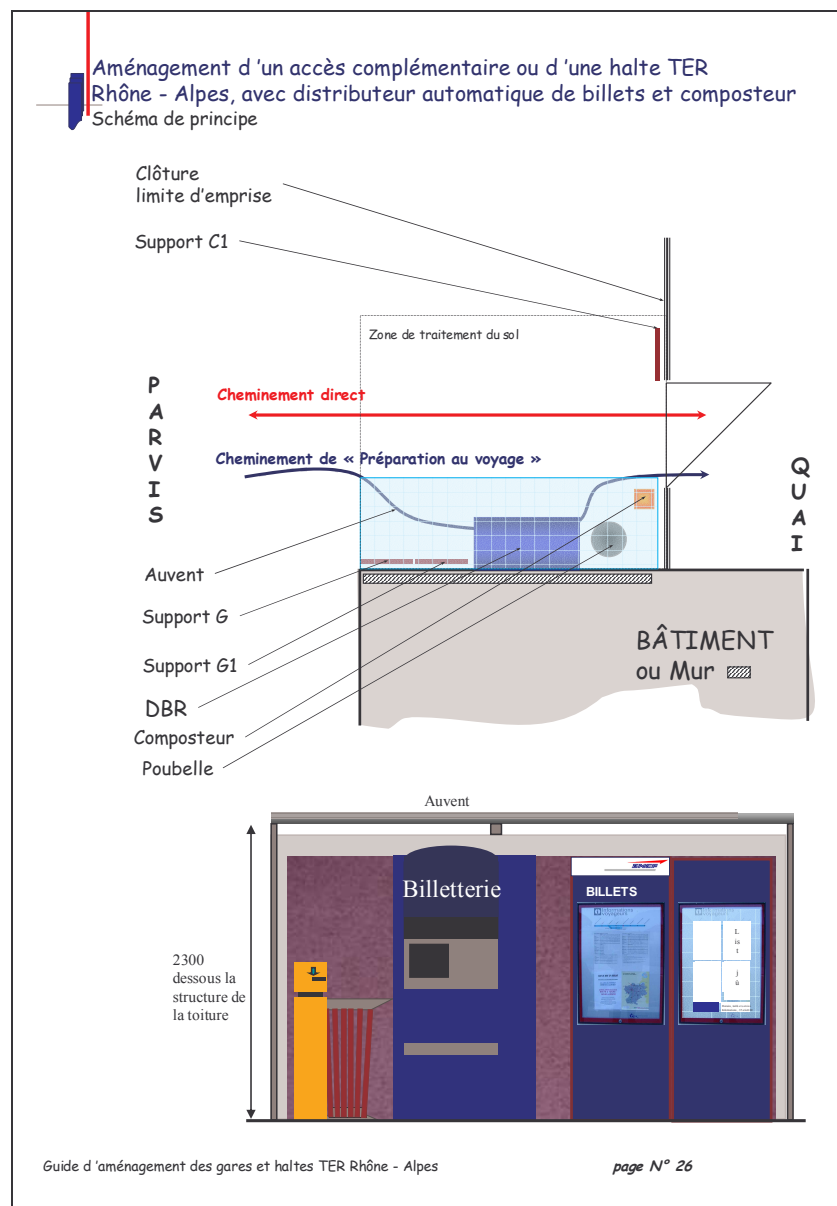 Aménagement d 'un accès complémentaire ou d 'une halte TER
Rhône - Alpes, avec distributeur automatique de billets et composteur
Schéma de principe
Clôture
limite d'emprise
Support C1
Zone de traitement du sol
PARVIS
Cheminement direct
Cheminement de « Préparation au voyage »
QUAI
Auvent
Support G
Support G1
DBR
Composteur
Poubelle
BÂTIMENT
ou Mur
Auvent
2300
dessous la
structure de
la toiture
Billetterie
SNCF
BILLETS
L
i s
t
j
û
Guide d 'aménagement des gares et haltes TER Rhône - Alpes
page N° 26